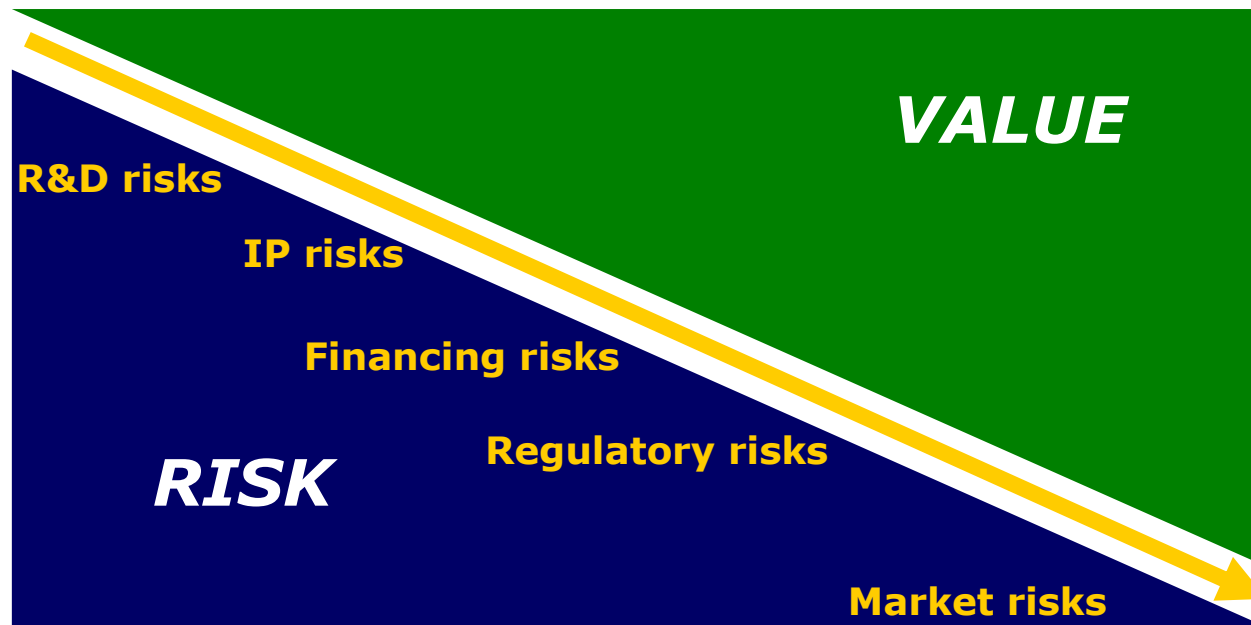 VALUE
R&D risks
IP risks
Financing risks
Regulatory risks
RISK
Market risks